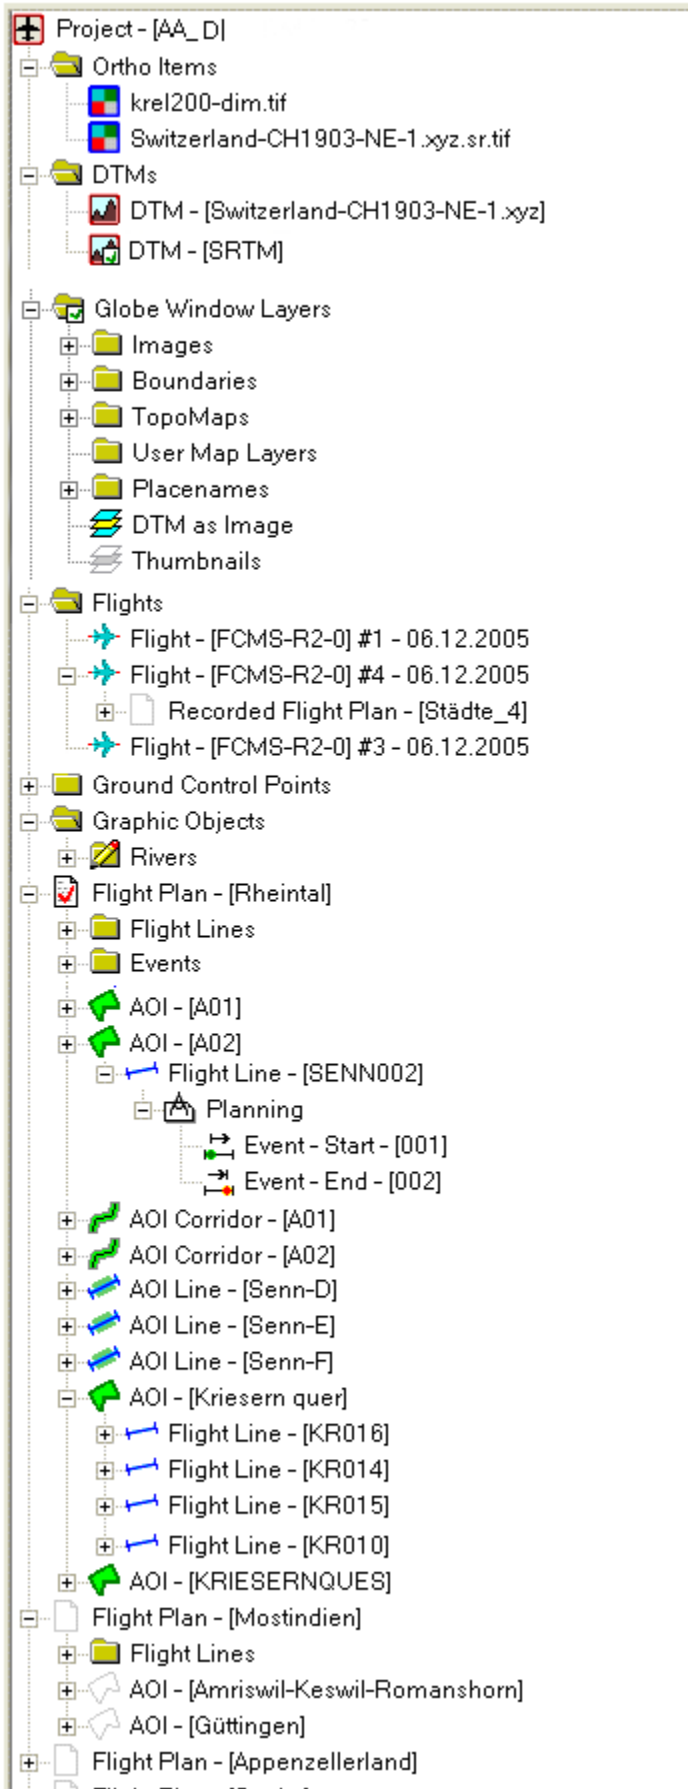 Project - [AA_D|
Ortho Items
krel200-dim.tif
Switzerland-CH1903-NE-1.xyz.sr.tif
DTMs
DTM - [Switzerland-CH1903-NE-1.xyz]
DTM - [SRTM]
Globe Window Layers
Images
Boundaries
TopoMaps
User Map Layers
Placenames
DTM as Image
Thumbnails
Flights
Flight - [FCMS-R2-0] #1 - 06.12.2005
Flight - [FCMS-R2-0] #4 - 06.12.2005
Recorded Flight Plan - [Städte_4]
Flight - [FCMS-R2-0] #3 - 06.12.2005
Ground Control Points
Graphic Objects
Rivers
Flight Plan - [Rheintal]
Flight Lines
Events
AOI - [A01]
AOI - [A02]
Flight Line - [SENN002]
Planning
Event - Start - [001]
Event - End - [002]
AOI Corridor - [A01]
AOI Corridor - [A02]
AOI Line - [Senn-D]
AOI Line - [Senn-E]
AOI Line - [Senn-F]
AOI - [Kriesern quer]
Flight Line - [KR016]
Flight Line - [KR014]
Flight Line - [KR015]
Flight Line - [KR010]
AOI - [KRIESERNQUES]
Flight Plan - [Mostindien]
Flight Lines
AOI - [Amriswil-Keswil-Romanshorn]
AOI - [Güttingen]
Flight Plan - [Appenzellerland]